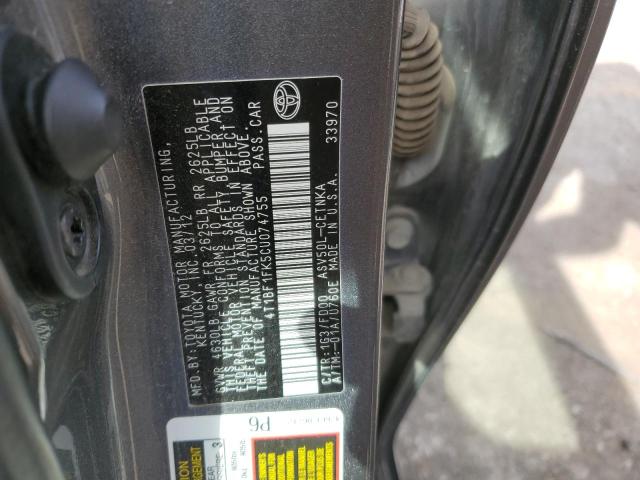 MFD.BY:TOYOTA MOTOR MANUFACTURING,
KENTUCKY, INC. 03/12
GVWR 4630LB GAWR FR 2625LB RR 2625LB
THIS VEHICLE CONFORMS TO ALL APPLICABLE
FEDERAL MOTOR VEHICLE SAFETY, BUMPER, AND
THEFT PREVENTION STANDARDS IN EFFECT ON
THE DATE OF MANUFACTURE SHOWN ABOVE.
4T1BF1FK5CU074755 PASS.CAR
C/TR:1G3/FD90 ASV50L-CETNKA
A/TM:-01A/U760E MADE IN U.S.A. 33970
P6